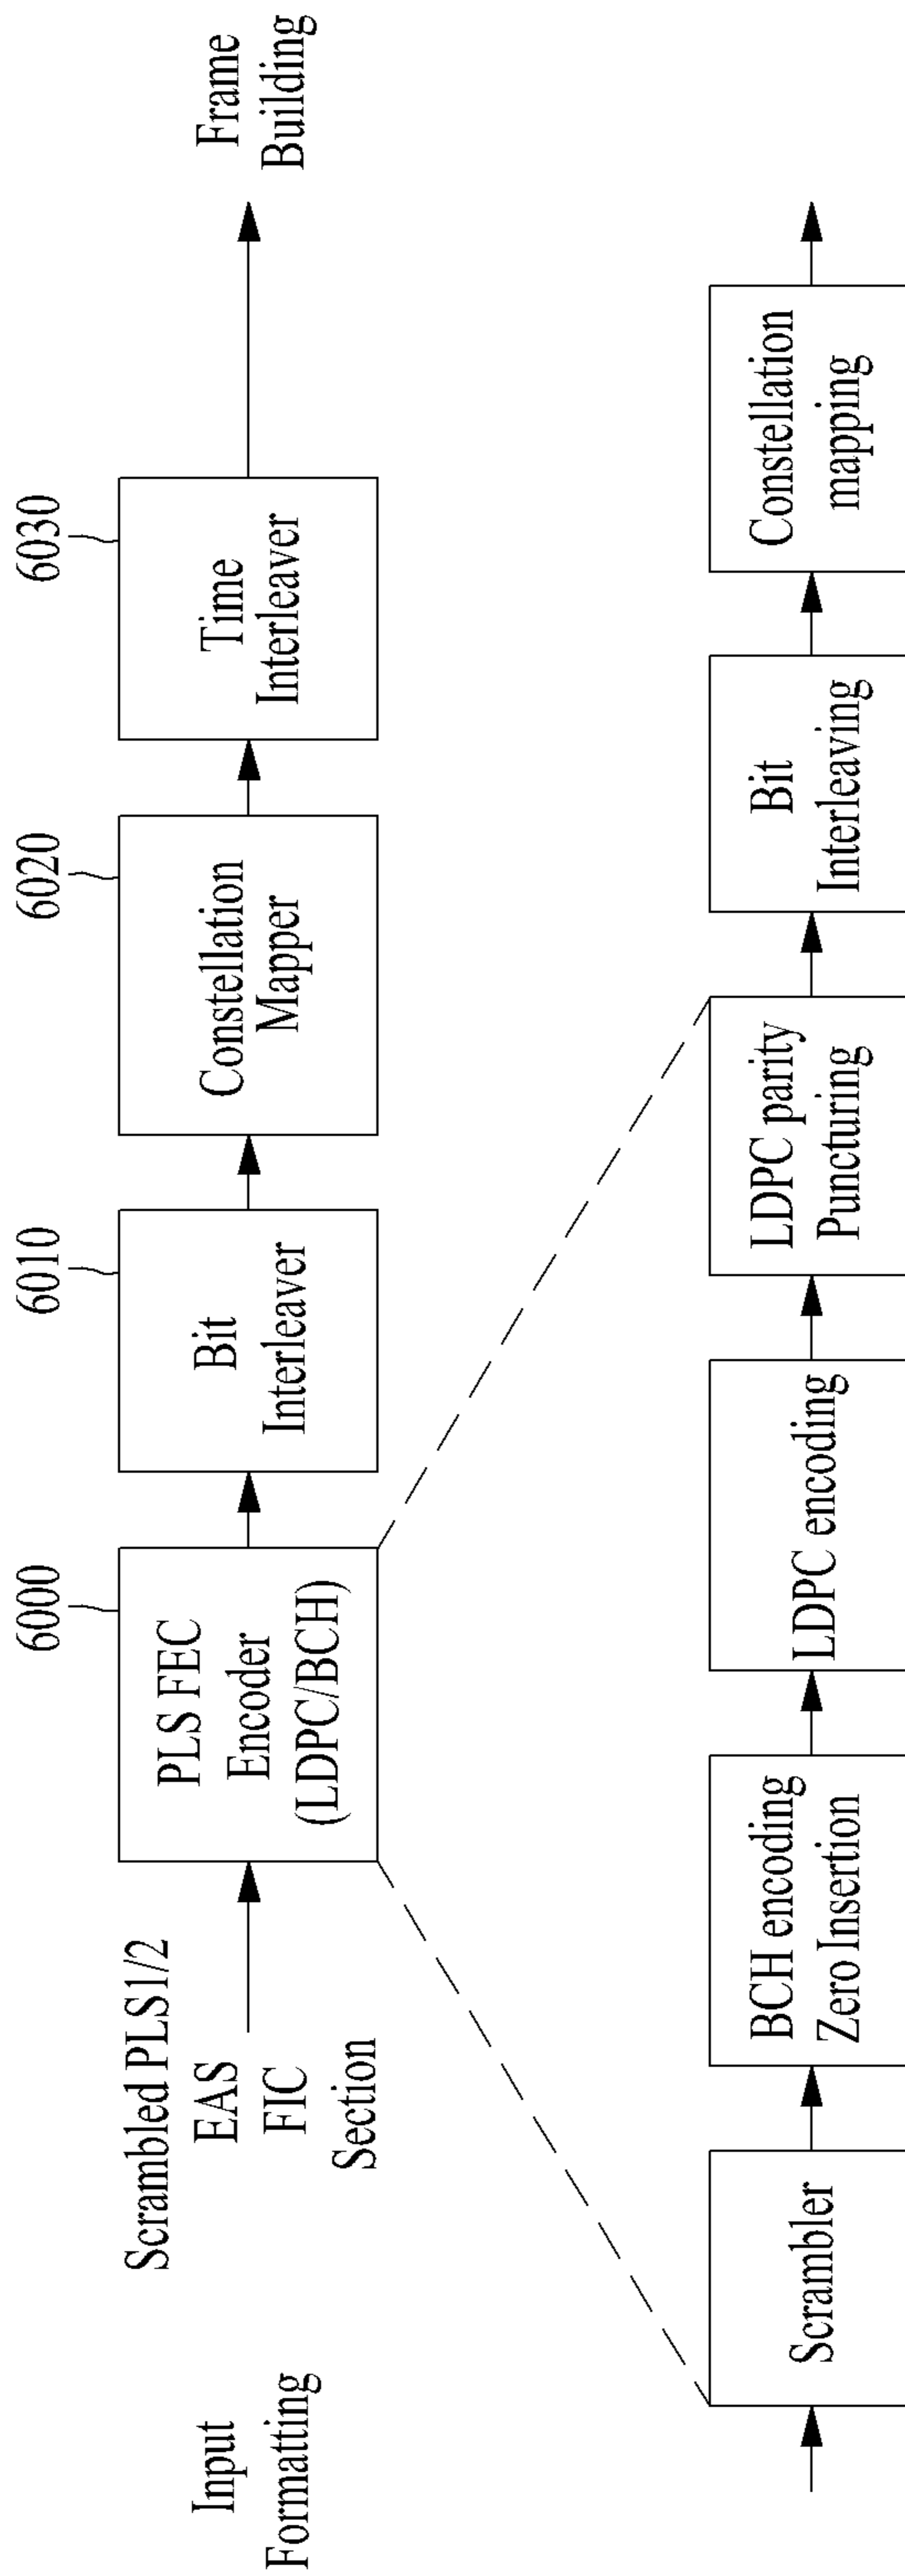 Input
Formatting
Scrambled PLS1/2
EAS
FIC
Section
6000
PLS FEC
Encoder
(LDPC/BCH)
6010
Bit
Interleaver
6020
Constellation
Mapper
6030
Time
Interleaver
Frame
Building
Scrambler
BCH encoding
Zero Insertion
LDPC encoding
LDPC parity
Puncturing
Bit
Interleaving
Constellation
mapping